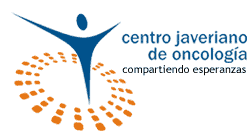 centro javeriano
de oncología
compartiendo esperanzas